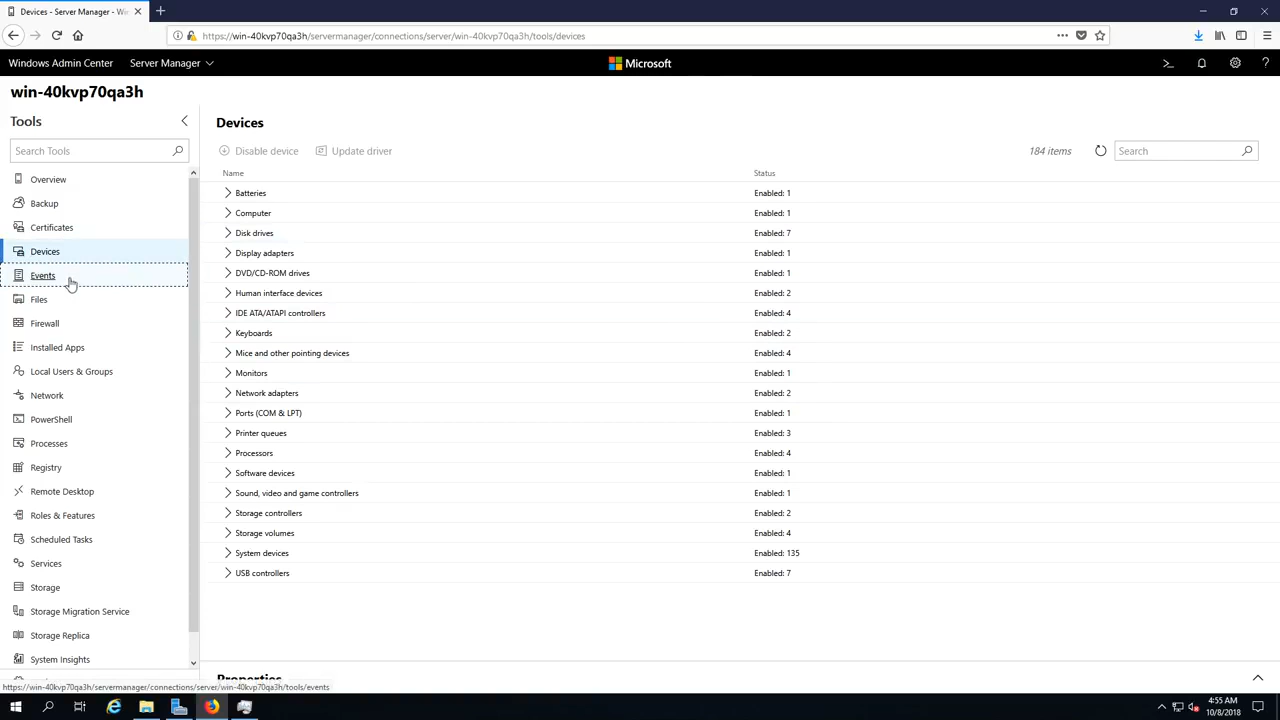 Devices - Server Manager - Wi
https://win-40kvp70qa3h/servermanager/connections/server/win-40kvp70qa3h/tools/devices
Windows Admin Center
Server Manager
Microsoft
win-40kvp70qa3h
Tools
Search Tools
Overview
Backup
Certificates
Devices
Events
Files
Firewall
Installed Apps
Local Users & Groups
Network
PowerShell
Processes
Registry
Remote Desktop
Roles & Features
Scheduled Tasks
Services
Storage
Storage Migration Service
Storage Replica
System Insights
Devices
Disable device
Update driver
184 items
Search
Name Status
Batteries Enabled: 1
Computer Enabled: 1
Disk drives Enabled: 7
Display adapters Enabled: 1
DVD/CD-ROM drives Enabled: 1
Human interface devices Enabled: 2
IDE ATA/ATAPI controllers Enabled: 4
Keyboards Enabled: 2
Mice and other pointing devices Enabled: 4
Monitors Enabled: 1
Network adapters Enabled: 2
Ports (COM & LPT) Enabled: 1
Printer queues Enabled: 3
Processors Enabled: 4
Software devices Enabled: 1
Sound, video and game controllers Enabled: 1
Storage controllers Enabled: 2
Storage volumes Enabled: 4
System devices Enabled: 135
USB controllers Enabled: 7
Properties
https://win-40kvp70qa3h/servermanager/connections/server/win-40kvp70qa3h/tools/events
4:55 AM
10/8/2018